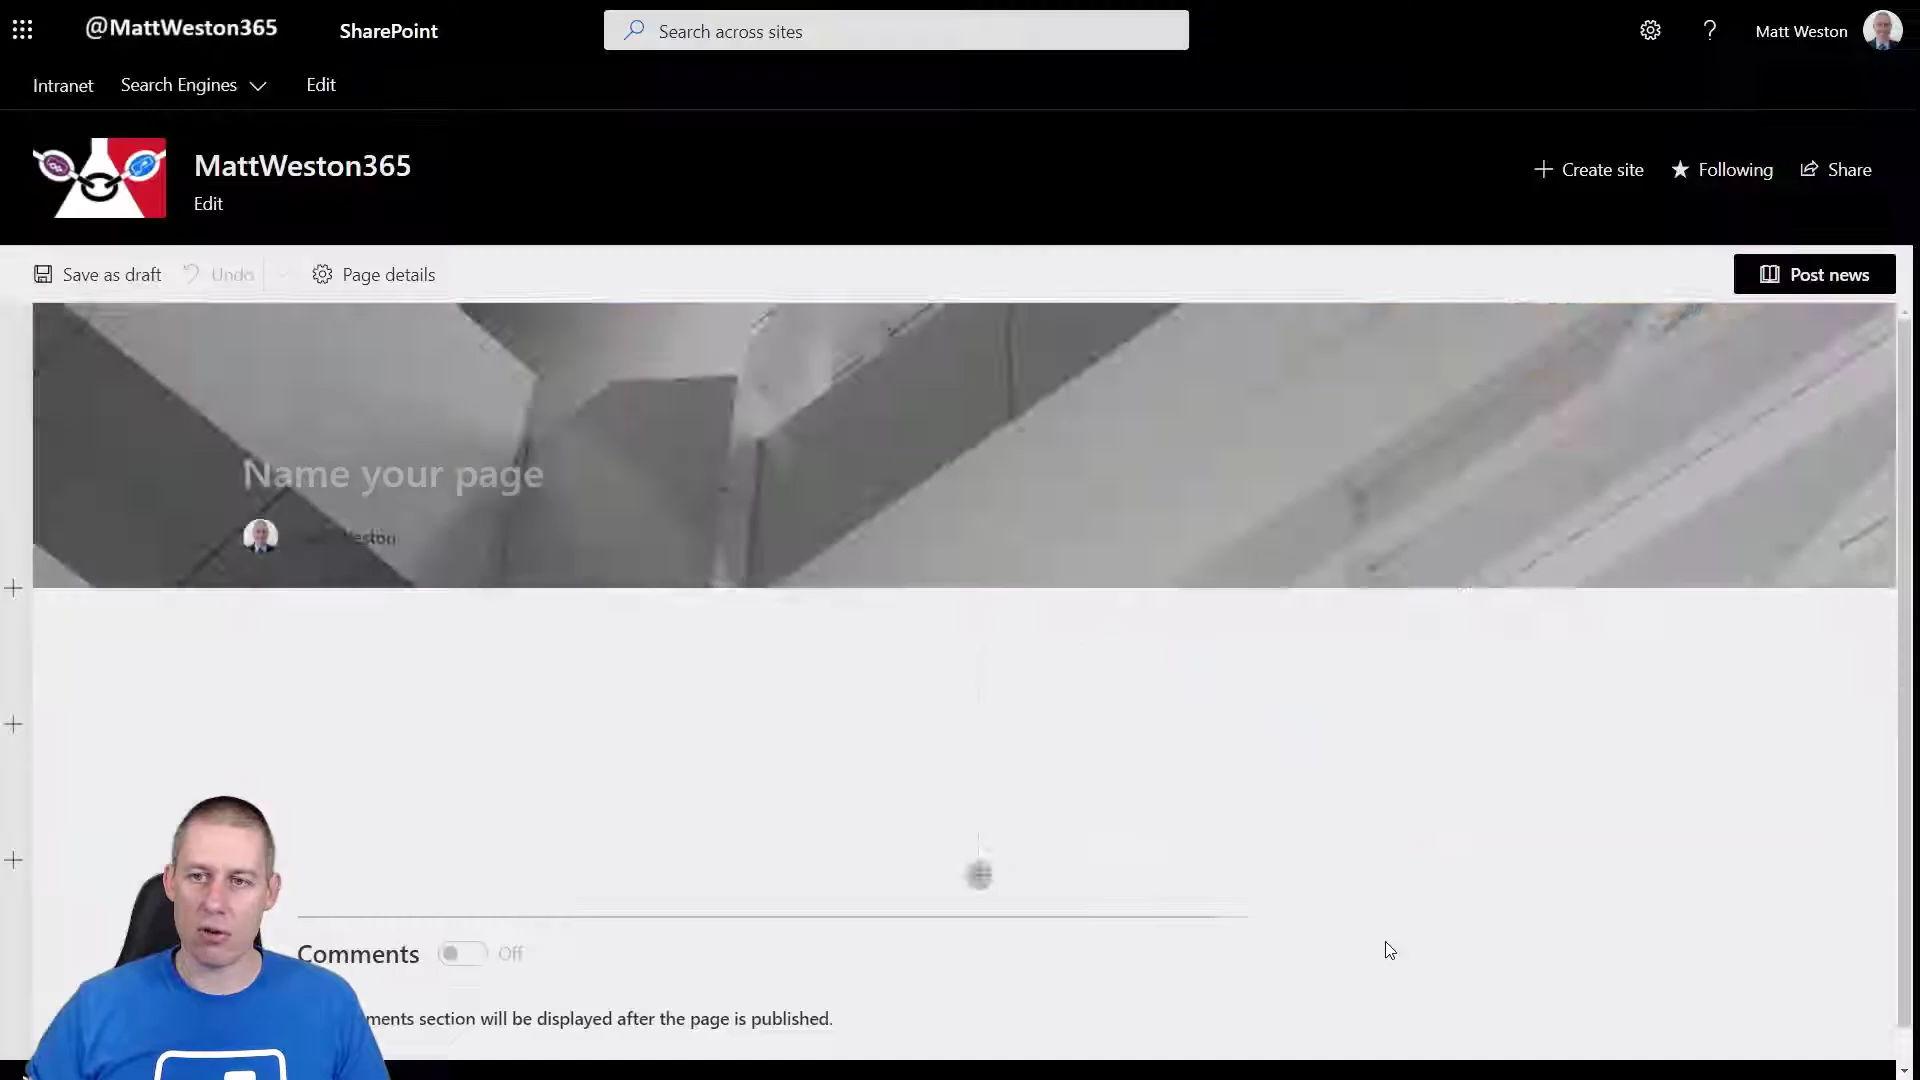 @MattWeston365
SharePoint
Search across sites
?
Matt Weston
Intranet
Search Engines
Edit
MattWeston365
Edit
Create site
Following
Share
Save as draft
Undo
Page details
Post news
Name your page
Comments
Off
section will be displayed after the page is published.